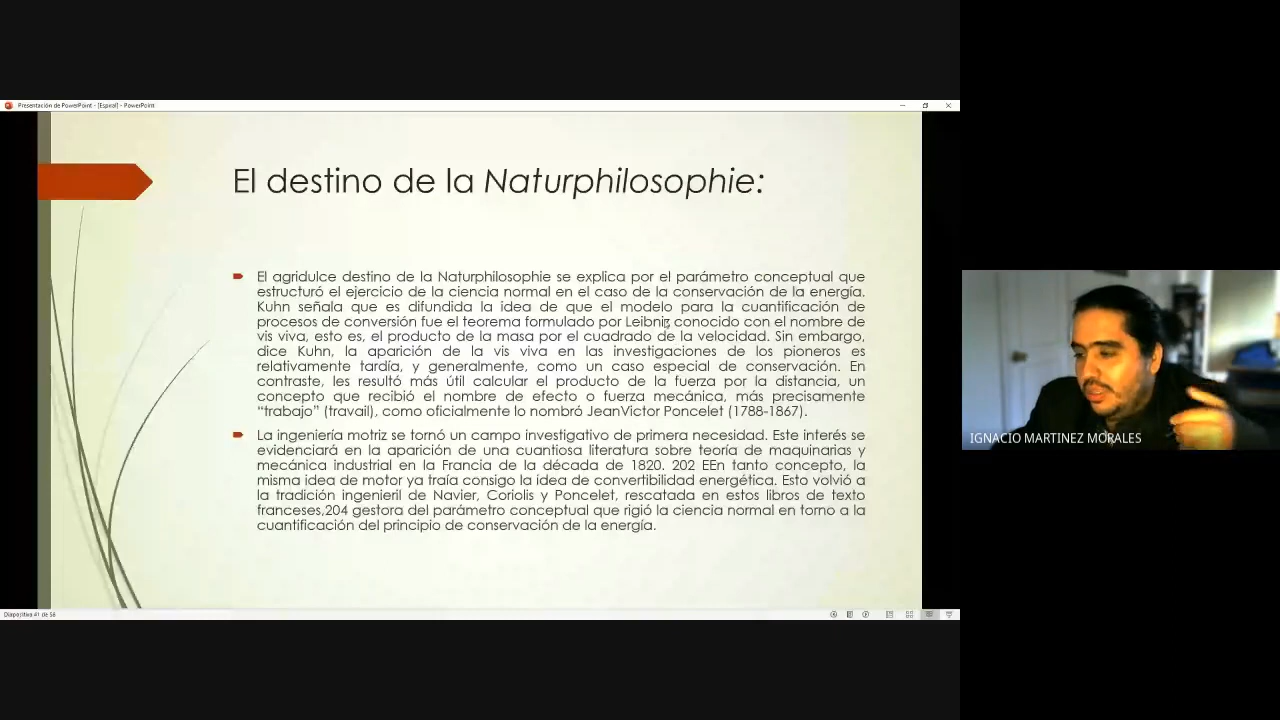 Presentación de PowerPoint - [Espiral] - PowerPoint
El destino de la Naturphilosophie:
El agridulce destino de la Naturphilosophie se explica por el parámetro conceptual que
estructuró el ejercicio de la ciencia normal en el caso de la conservación de la energía.
Kuhn señala que es difundida la idea de que el modelo para la cuantificación de
procesos de conversión fue el teorema formulado por Leibniz conocido con el nombre de
vis viva, esto es, el producto de la masa por el cuadrado de la velocidad. Sin embargo,
dice Kuhn, la aparición de la vis viva en las investigaciones de los pioneros es
relativamente tardía, y generalmente, como un caso especial de conservación. En
contraste, les resultó más útil calcular el producto de la fuerza por la distancia, un
concepto que recibió el nombre de efecto o fuerza mecánica, más precisamente
“trabajo” (travail), como oficialmente lo nombró JeanVictor Poncelet (1788-1867).
La ingeniería motriz se tornó un campo investigativo de primera necesidad. Este interés se
evidenciará en la aparición de una cuantiosa literatura sobre teoría de maquinarias y
mecánica industrial en la Francia de la década de 1820. 202 EEn tanto concepto, la
misma idea de motor ya traía consigo la idea de convertibilidad energética. Esto volvió a
la tradición ingenieril de Navier, Coriolis y Poncelet, rescatada en estos libros de texto
franceses,204 gestora del parámetro conceptual que rigió la ciencia normal en torno a la
cuantificación del principio de conservación de la energía.
IGNACIO MARTINEZ MORALES
Diapositiva 41 de 58